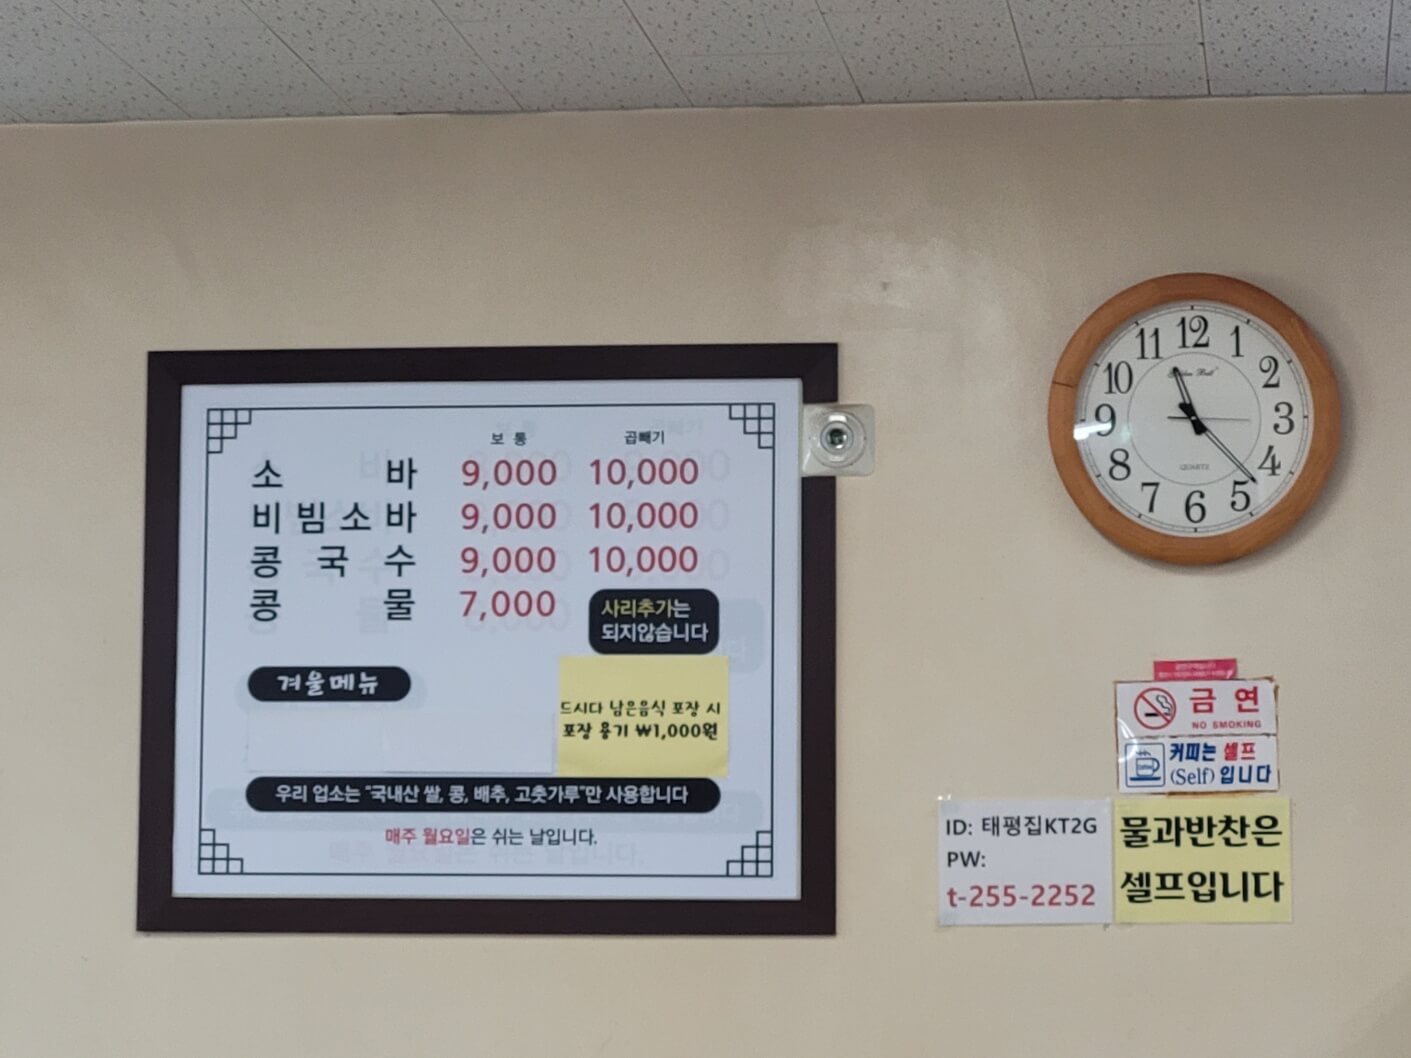 보통 곱빼기
소바 9,000 10,000
비빔소바 9,000 10,000
콩국수 9,000 10,000
콩물 7,000
사리추가는
되지않습니다
겨울메뉴
드시다 남은음식 포장 시
포장 용기 ₩1,000원
우리 업소는 "국내산 쌀, 콩, 배추, 고춧가루"만 사용합니다
매주 월요일은 쉬는 날입니다.
12
1
2
3
4
5
6
7
8
9
10
11
QUARTZ
금연
NO SMOKING
커피는 셀프
(Self) 입니다
ID: 태평집KT2G
PW:
t-255-2252
물과반찬은
셀프입니다